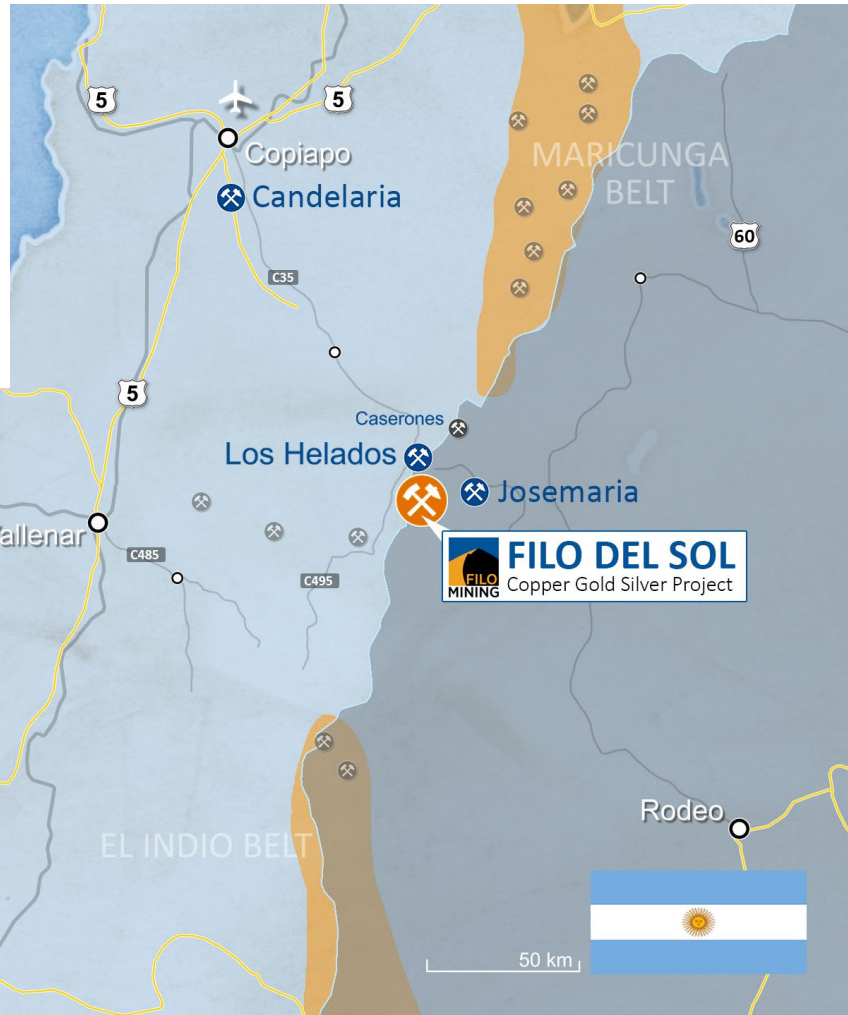 5
5
Copiapo
Candelaria
MARICUNGA
BELT
60
C35
5
Caserones
Los Helados
Josemaria
allenar
C485
C495
FILO
MINING
FILO DEL SOL
Copper Gold Silver Project
Rodeo
EL INDIO BELT
50 km